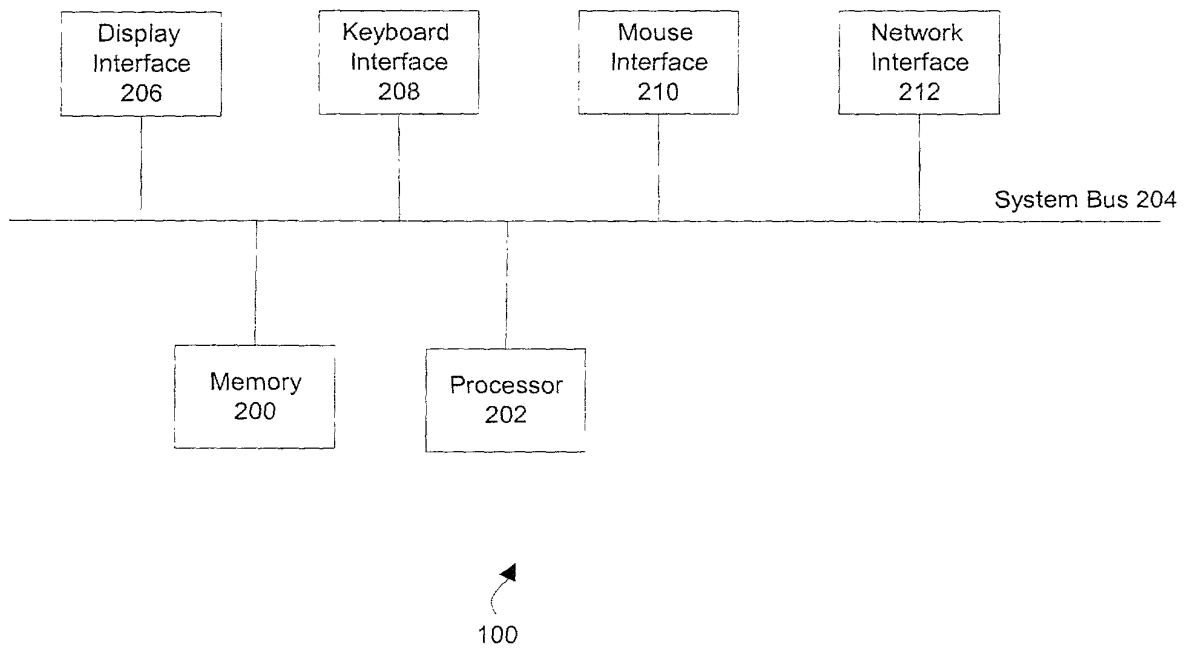 Display
Interface
206
Keyboard
Interface
208
Mouse
Interface
210
Network
Interface
212
System Bus 204
Memory
200
Processor
202
100